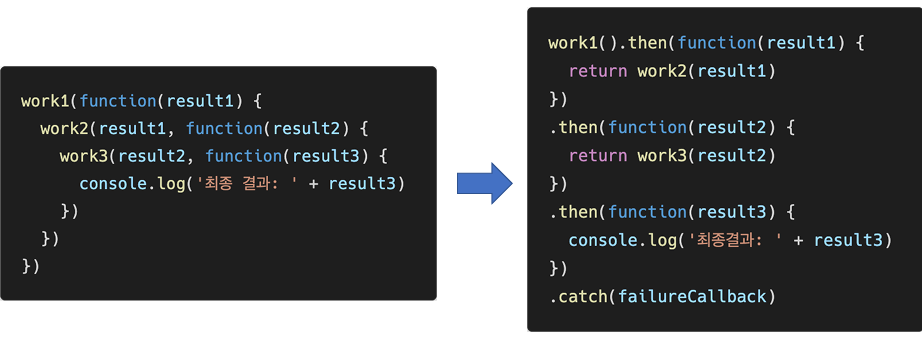 work1(function(result1) {
  work2(result1, function(result2) {
    work3(result2, function(result3) {
      console.log('최종 결과: ' + result3)
    })
  })
})
work1().then(function(result1) {
  return work2(result1)
})
.then(function(result2) {
  return work3(result2)
})
.then(function(result3) {
  console.log('최종결과: ' + result3)
})
.catch(failureCallback)